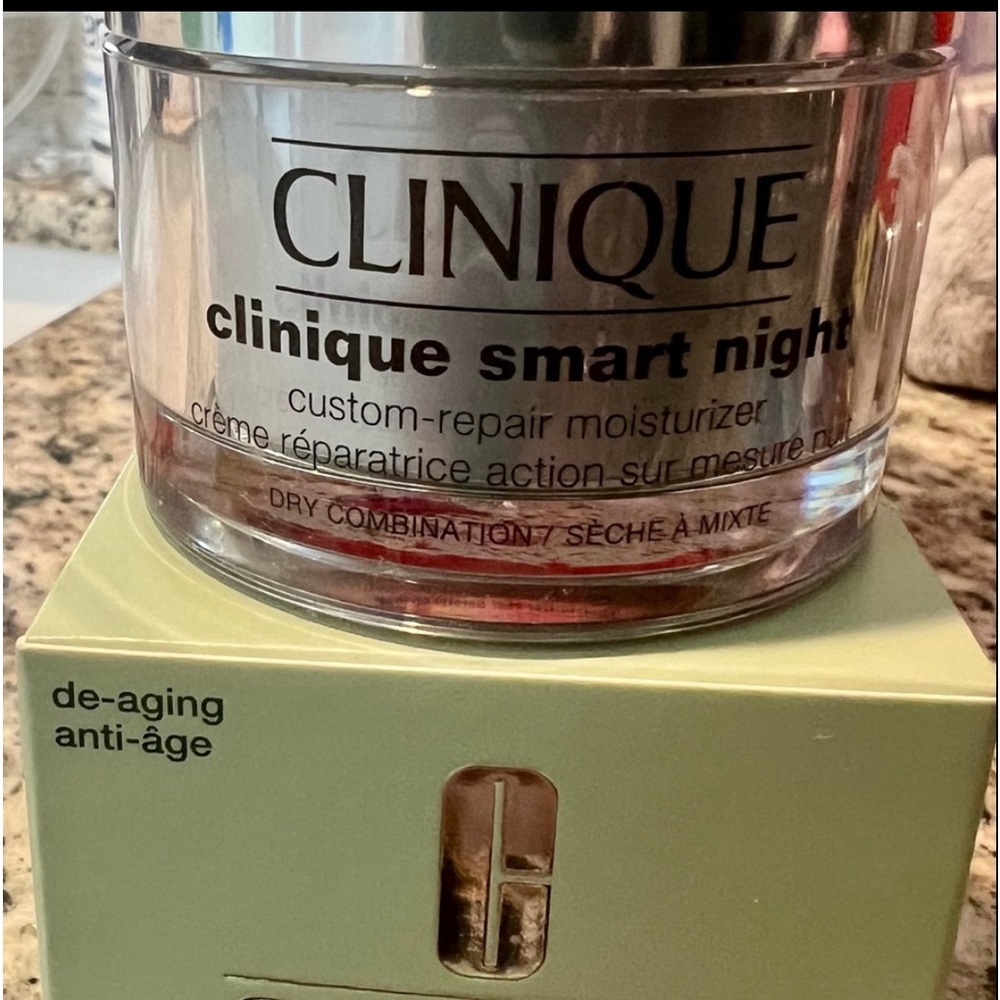 CLINIQUE
clinique smart night
custom-repair moisturizer
crème réparatrice action sur mesure nuit
DRY COMBINATION / SÈCHE À MIXTE
de-aging
anti-âge
C